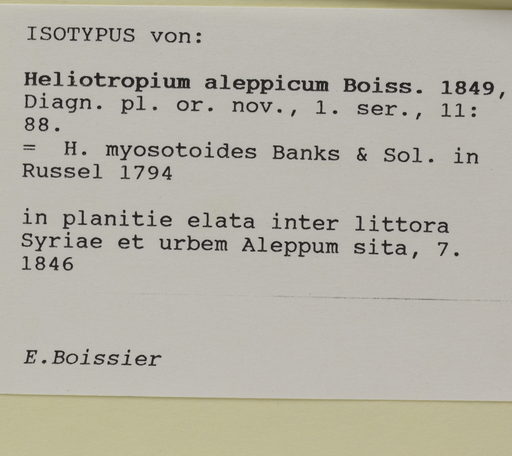 ISOTYPUS von:
Heliotropium aleppicum Boiss. 1849,
Diagn. pl. or. nov., 1. ser., 11:
88.
= H. myosotoides Banks & Sol. in
Russel 1794
in planitie elata inter littora
Syriae et urbem Aleppum sita, 7.
1846
E.Boissier